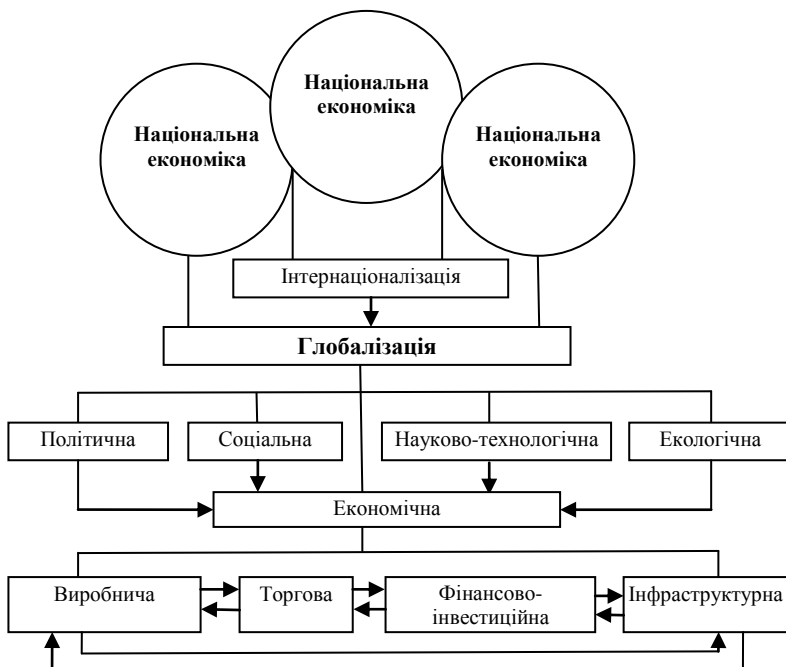 Національна
економіка
Національна
економіка
Національна
економіка
Інтернаціоналізація
Глобалізація
Політична
Соціальна
Науково-технологічна
Екологічна
Економічна
Виробнича
Торгова
Фінансово-
інвестиційна
Інфраструктурна